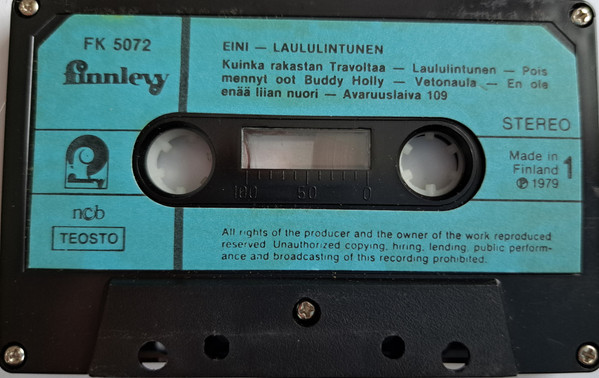 FK 5072
Finnlevy
EINI — LAULULINTUNEN
Kuinka rakastan Travoltaa — Laululintunen — Pois
mennyt oot Buddy Holly — Vetonaula — En ole
enää liian nuori — Avaruuslaiva 109
STEREO
Made in
Finland
℗ 1979
1
100 50 0
ncb
TEOSTO
All rights of the producer and the owner of the work reproduced
reserved. Unauthorized copying, hiring, lending, public perform-
ance and broadcasting of this recording prohibited.